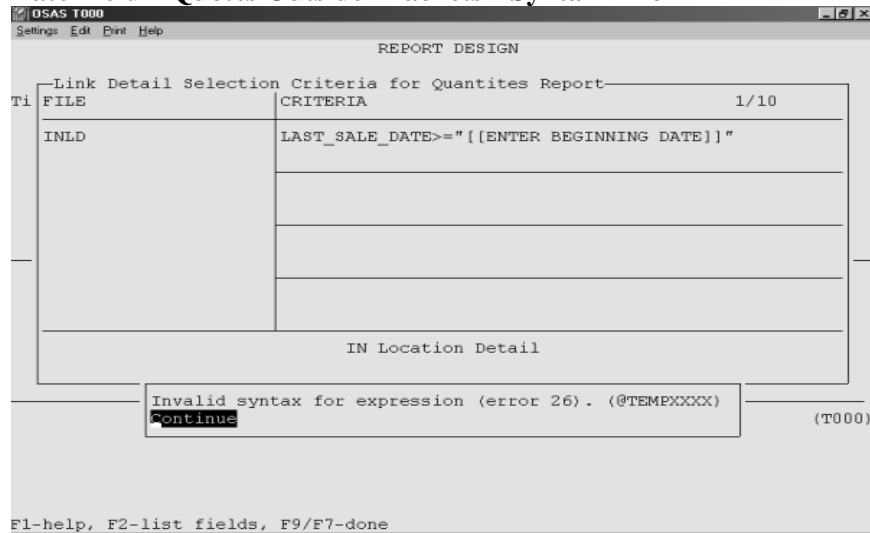 OSAS T000
Settings Edit Print Help
REPORT DESIGN
Link Detail Selection Criteria for Quantites Report
Ti FILE CRITERIA 1/10
INLD LAST_SALE_DATE>="[[ENTER BEGINNING DATE]]"
IN Location Detail
Invalid syntax for expression (error 26). (@TEMPXXXX)
Continue (T000)
F1-help, F2-list fields, F9/F7-done